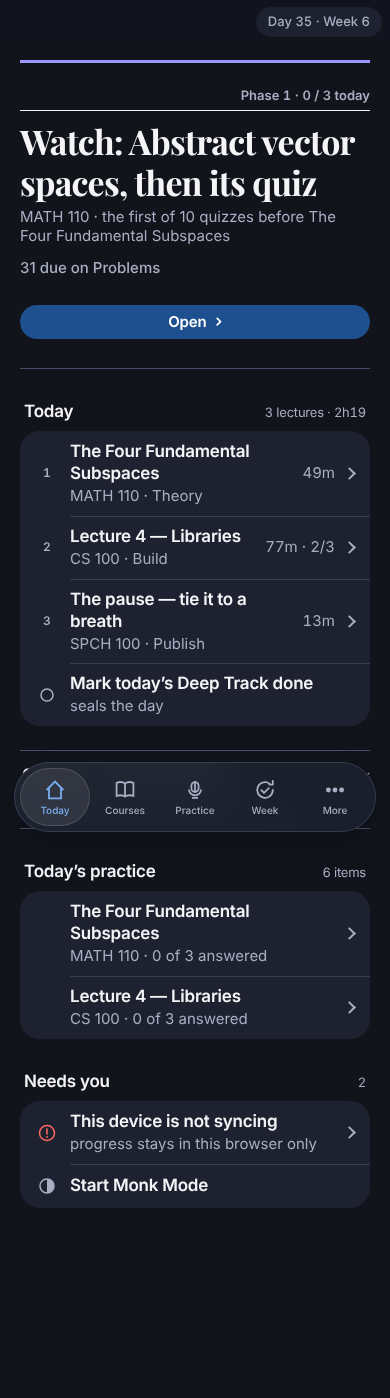 Day 35 · Week 6
Phase 1 · 0 / 3 today
Watch: Abstract vector
spaces, then its quiz
MATH 110 · the first of 10 quizzes before The
Four Fundamental Subspaces
31 due on Problems
Open
Today
3 lectures · 2h19
1
The Four Fundamental
Subspaces
MATH 110 · Theory
49m
2
Lecture 4 — Libraries
CS 100 · Build
77m · 2/3
3
The pause — tie it to a
breath
SPCH 100 · Publish
13m
Mark today’s Deep Track done
seals the day
Today
Courses
Practice
Week
More
Today’s practice
6 items
The Four Fundamental
Subspaces
MATH 110 · 0 of 3 answered
Lecture 4 — Libraries
CS 100 · 0 of 3 answered
Needs you
2
This device is not syncing
progress stays in this browser only
Start Monk Mode